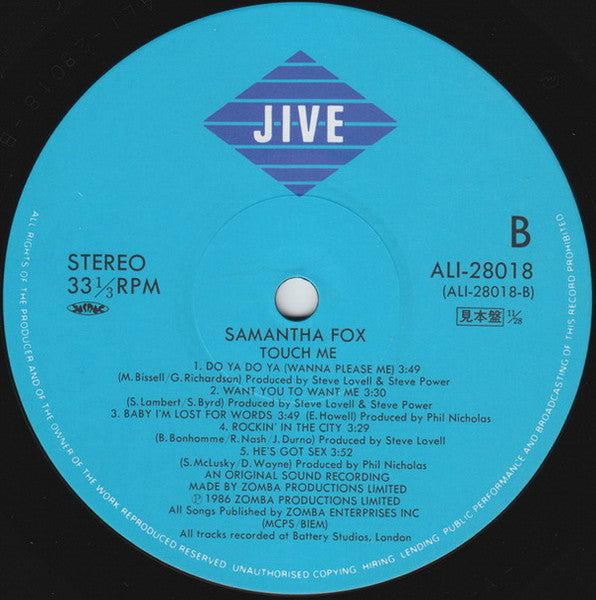 JIVE
B
STEREO
33 1/3 RPM
ALI-28018
(ALI-28018-B)
見本盤 11/28
SAMANTHA FOX
TOUCH ME
1. DO YA DO YA (WANNA PLEASE ME) 3:49
(M. Bissell/G. Richardson) Produced by Steve Lovell & Steve Power
2. WANT YOU TO WANT ME 3:30
(S. Lambert/S. Byrd) Produced by Steve Lovell & Steve Power
3. BABY I'M LOST FOR WORDS 3:49 (E. Howell) Produced by Phil Nicholas
4. ROCKIN' IN THE CITY 3:29
(B. Bonhomme/R. Nash/J. Durno) Produced by Steve Lovell
5. HE'S GOT SEX 3:52
(S. McLusky/D. Wayne) Produced by Phil Nicholas
AN ORIGINAL SOUND RECORDING
MADE BY ZOMBA PRODUCTIONS LIMITED
℗ 1986 ZOMBA PRODUCTIONS LIMITED
All Songs Published by ZOMBA ENTERPRISES INC
(MCPS/BIEM)
All tracks recorded at Battery Studios, London
ALL RIGHTS OF THE PRODUCER AND OF THE OWNER OF THE WORK REPRODUCED RESERVED. UNAUTHORISED COPYING. HIRING. LENDING. PUBLIC PERFORMANCE AND BROADCASTING OF THIS RECORD PROHIBITED